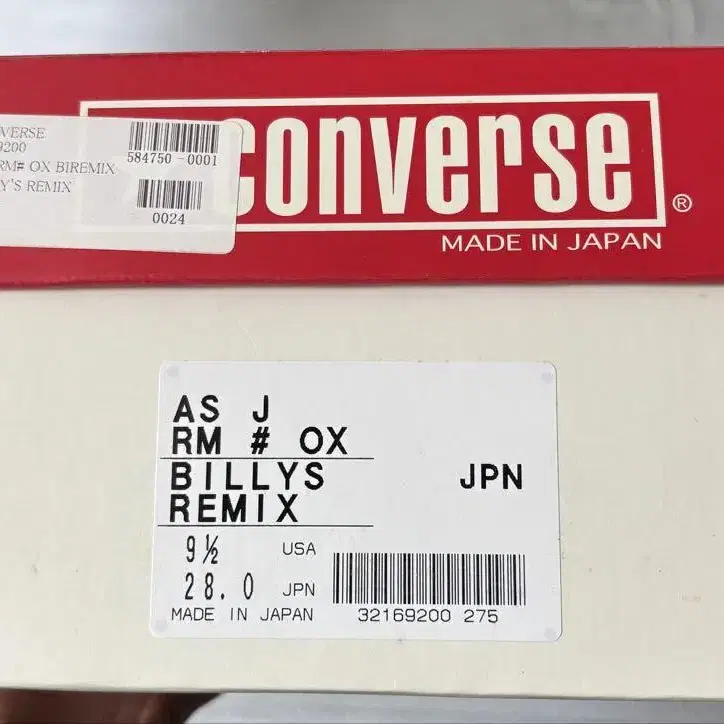 converse®
MADE IN JAPAN
VERSE
9200
RM# OX BIREMIX
Y'S REMIX
584750-0001
0024
AS J
RM # OX
BILLYS
REMIX
JPN
9½ USA
28.0 JPN
MADE IN JAPAN
32169200 275